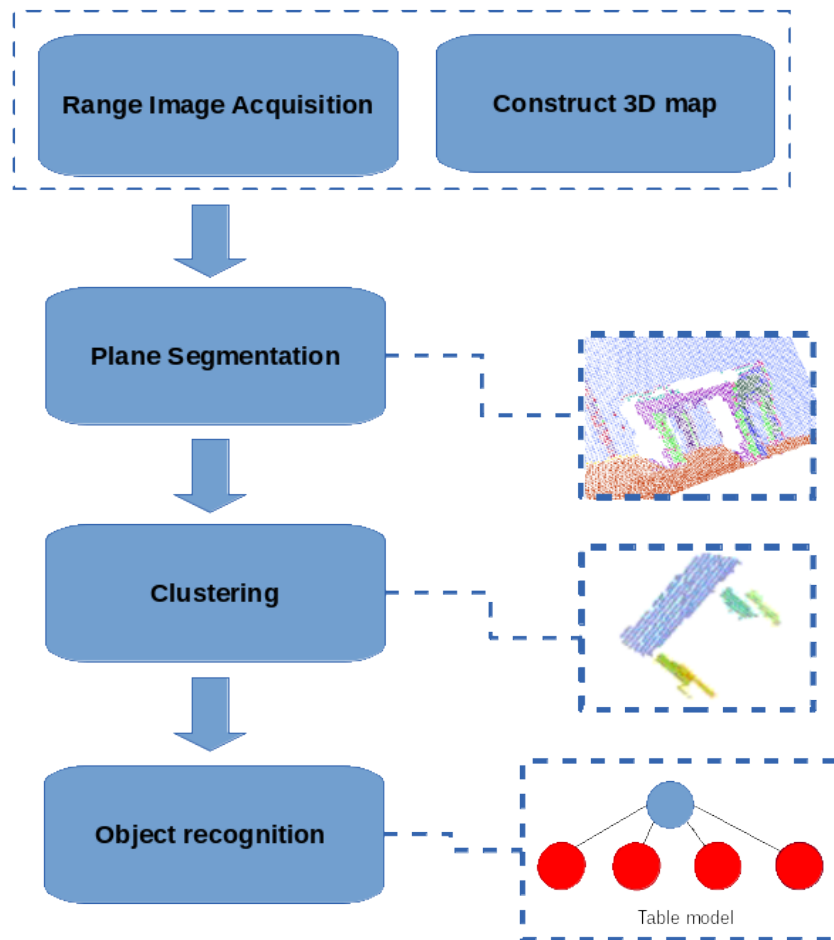 Range Image Acquisition
Construct 3D map
Plane Segmentation
Clustering
Object recognition
Table model